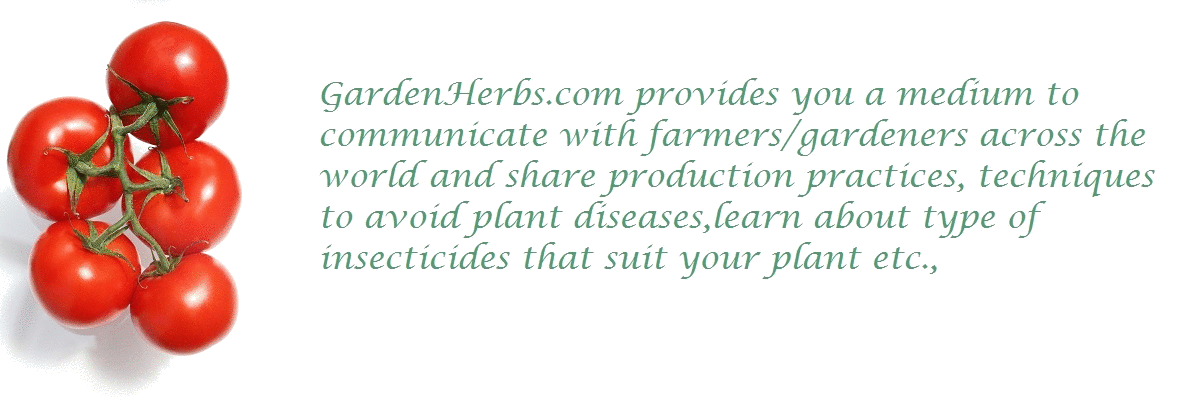 GardenHerbs.com provides you a medium to
communicate with farmers/gardeners across the
world and share production practices, techniques
to avoid plant diseases,learn about type of
insecticides that suit your plant etc.,